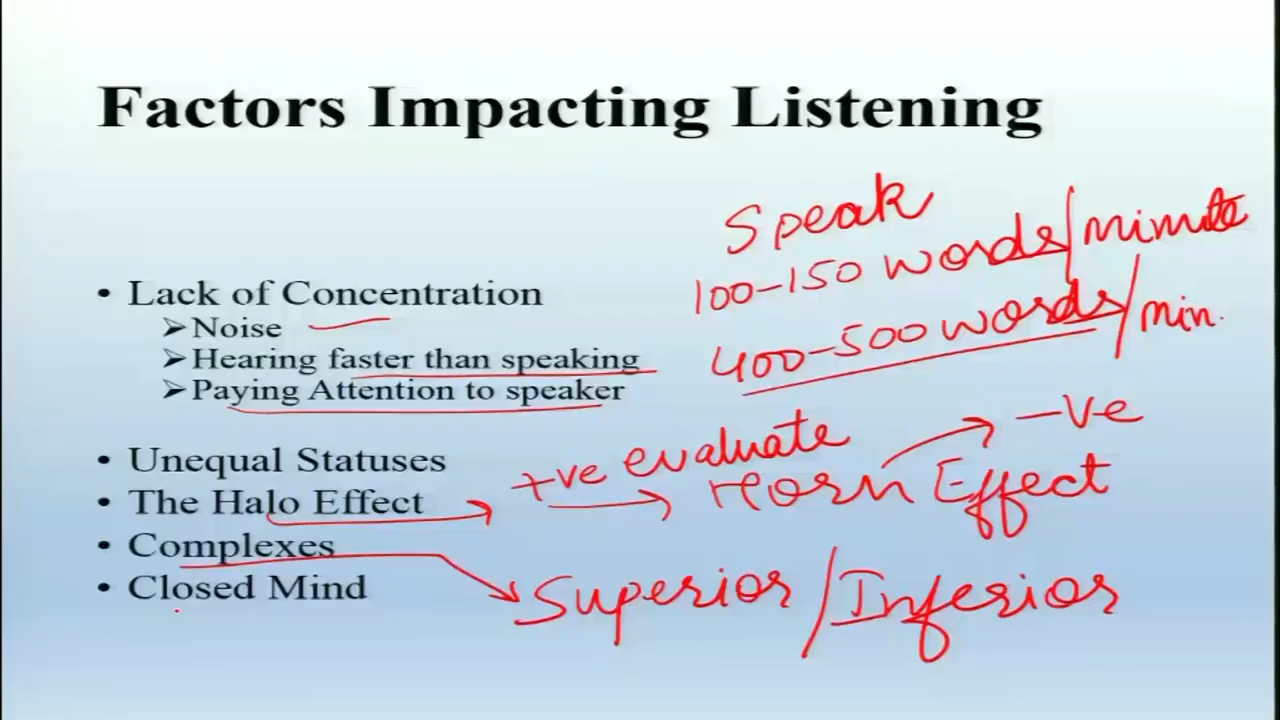 Factors Impacting Listening
Speak
100-150 words/minute
400-500 words/min.
• Lack of Concentration
➢Noise
➢Hearing faster than speaking
➢Paying Attention to speaker
• Unequal Statuses
• The Halo Effect
+ve evaluate
Horn Effect
-ve
• Complexes
Superior/Inferior
• Closed Mind